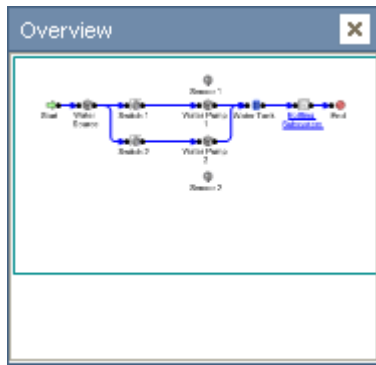 Overview
Sensor 1
Start
Water
Source
Switch 1
Water Pump
1
Water Tank
Subsystem
End
Switch 2
Water Pump
2
Sensor 2